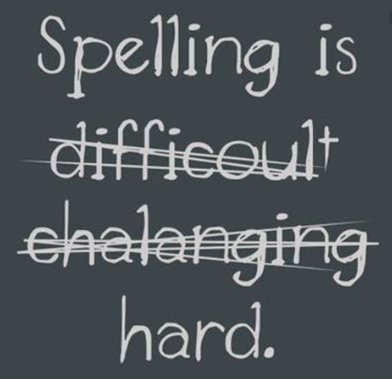 Spelling is
difficoult
chalanging
hard.